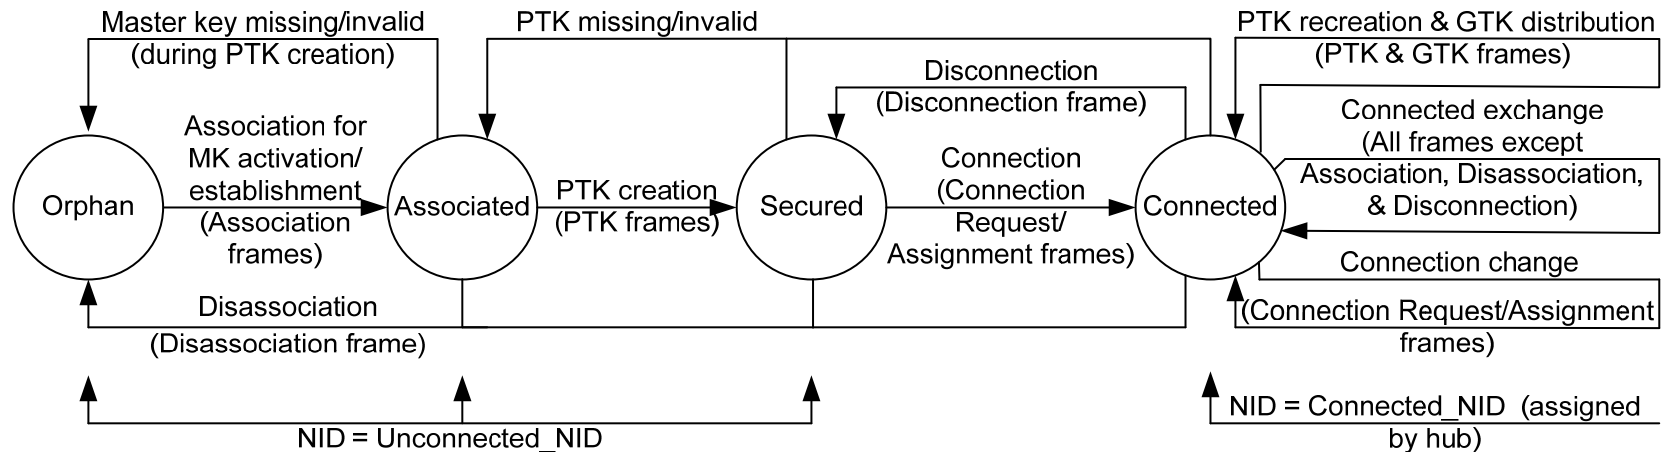 Master key missing/invalid
(during PTK creation)
PTK missing/invalid
PTK recreation & GTK distribution
(PTK & GTK frames)
Disconnection
(Disconnection frame)
Connected exchange
(All frames except
Association, Disassociation,
& Disconnection)
Orphan
Association for
MK activation/
establishment
(Association
frames)
Associated
PTK creation
(PTK frames)
Secured
Connection
(Connection
Request/
Assignment frames)
Connected
Connection change
(Connection Request/Assignment
frames)
Disassociation
(Disassociation frame)
NID = Unconnected_NID
NID = Connected_NID (assigned
by hub)